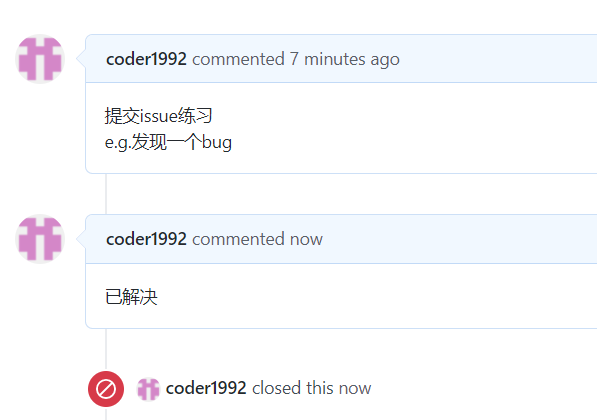 coder1992 commented 7 minutes ago
提交issue练习
e.g.发现一个bug
coder1992 commented now
已解决
coder1992 closed this now